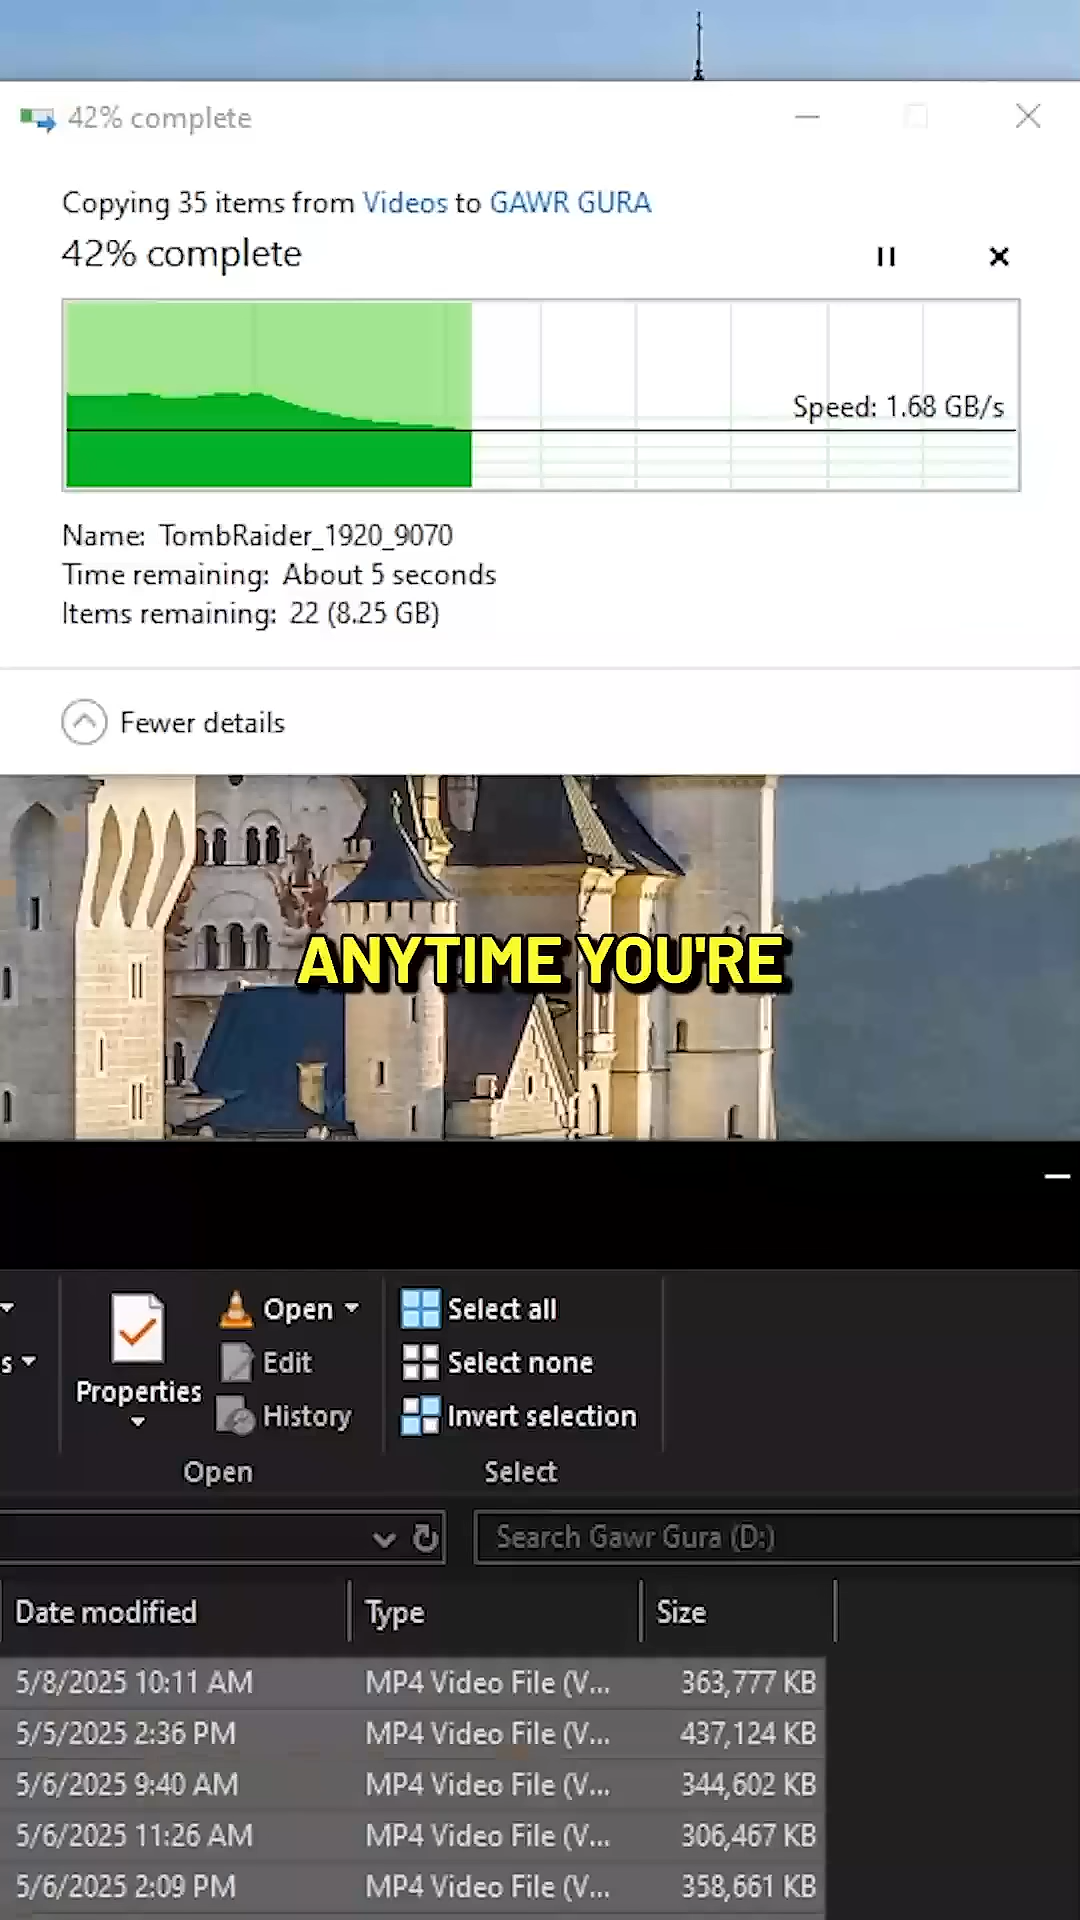 42% complete
Copying 35 items from Videos to GAWR GURA
42% complete
Speed: 1.68 GB/s
Name: TombRaider_1920_9070
Time remaining: About 5 seconds
Items remaining: 22 (8.25 GB)
Fewer details
ANYTIME YOU'RE
Open
Select all
s
Edit
Select none
Properties
History
Invert selection
Open
Select
Search Gawr Gura (D:)
Date modified
Type
Size
5/8/2025 10:11 AM
MP4 Video File (V...
363,777 KB
5/5/2025 2:36 PM
MP4 Video File (V...
437,124 KB
5/6/2025 9:40 AM
MP4 Video File (V...
344,602 KB
5/6/2025 11:26 AM
MP4 Video File (V...
306,467 KB
5/6/2025 2:09 PM
MP4 Video File (V...
358,661 KB